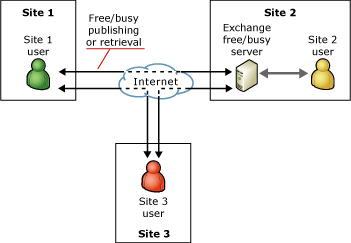 Site 1
Site 1
user
Free/busy
publishing
or retrieval
Internet
Site 2
Exchange
free/busy
server
Site 2
user
Site 3
user
Site 3